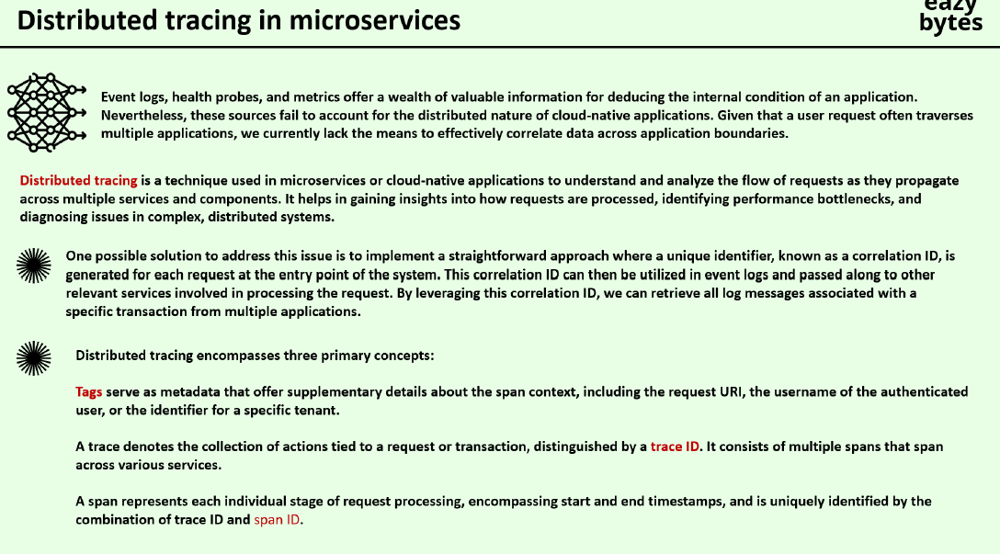 Distributed tracing in microservices
eazy
bytes
Event logs, health probes, and metrics offer a wealth of valuable information for deducing the internal condition of an application.
Nevertheless, these sources fail to account for the distributed nature of cloud-native applications. Given that a user request often traverses
multiple applications, we currently lack the means to effectively correlate data across application boundaries.
Distributed tracing is a technique used in microservices or cloud-native applications to understand and analyze the flow of requests as they propagate
across multiple services and components. It helps in gaining insights into how requests are processed, identifying performance bottlenecks, and
diagnosing issues in complex, distributed systems.
One possible solution to address this issue is to implement a straightforward approach where a unique identifier, known as a correlation ID, is
generated for each request at the entry point of the system. This correlation ID can then be utilized in event logs and passed along to other
relevant services involved in processing the request. By leveraging this correlation ID, we can retrieve all log messages associated with a
specific transaction from multiple applications.
Distributed tracing encompasses three primary concepts:
Tags serve as metadata that offer supplementary details about the span context, including the request URI, the username of the authenticated
user, or the identifier for a specific tenant.
A trace denotes the collection of actions tied to a request or transaction, distinguished by a trace ID. It consists of multiple spans that span
across various services.
A span represents each individual stage of request processing, encompassing start and end timestamps, and is uniquely identified by the
combination of trace ID and span ID.